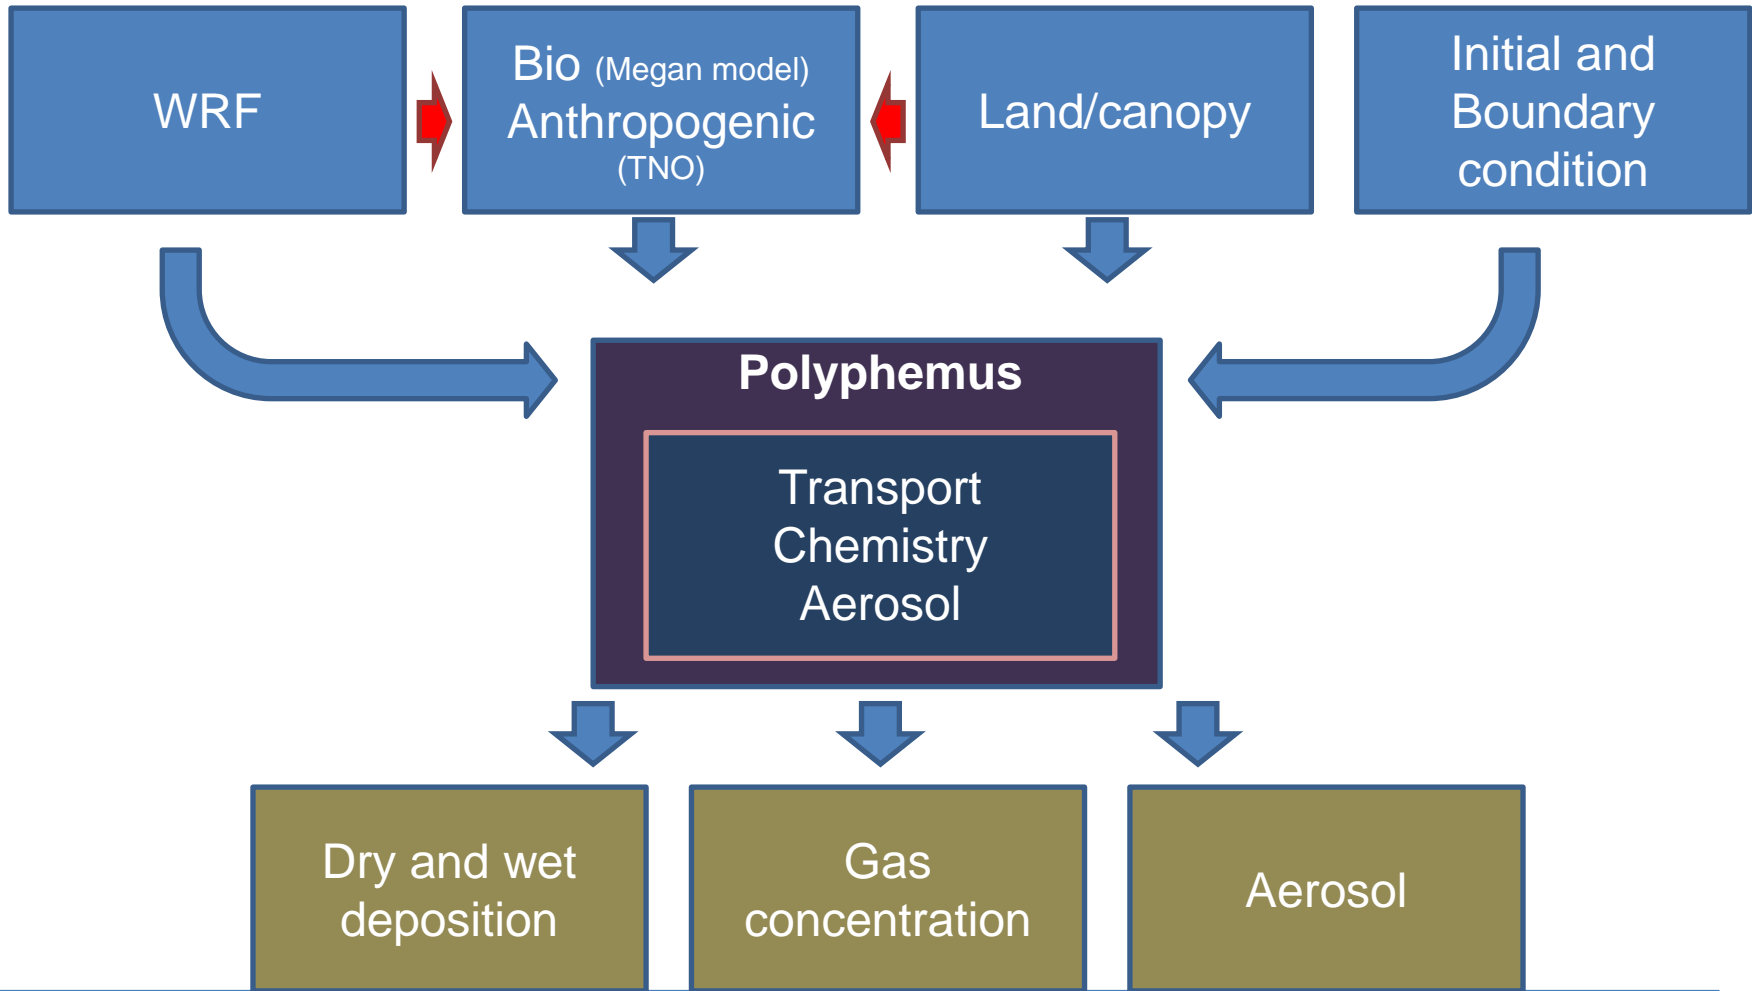 WRF
Bio (Megan model)
Anthropogenic
(TNO)
Land/canopy
Initial and
Boundary
condition
Polyphemus
Transport
Chemistry
Aerosol
Dry and wet
deposition
Gas
concentration
Aerosol